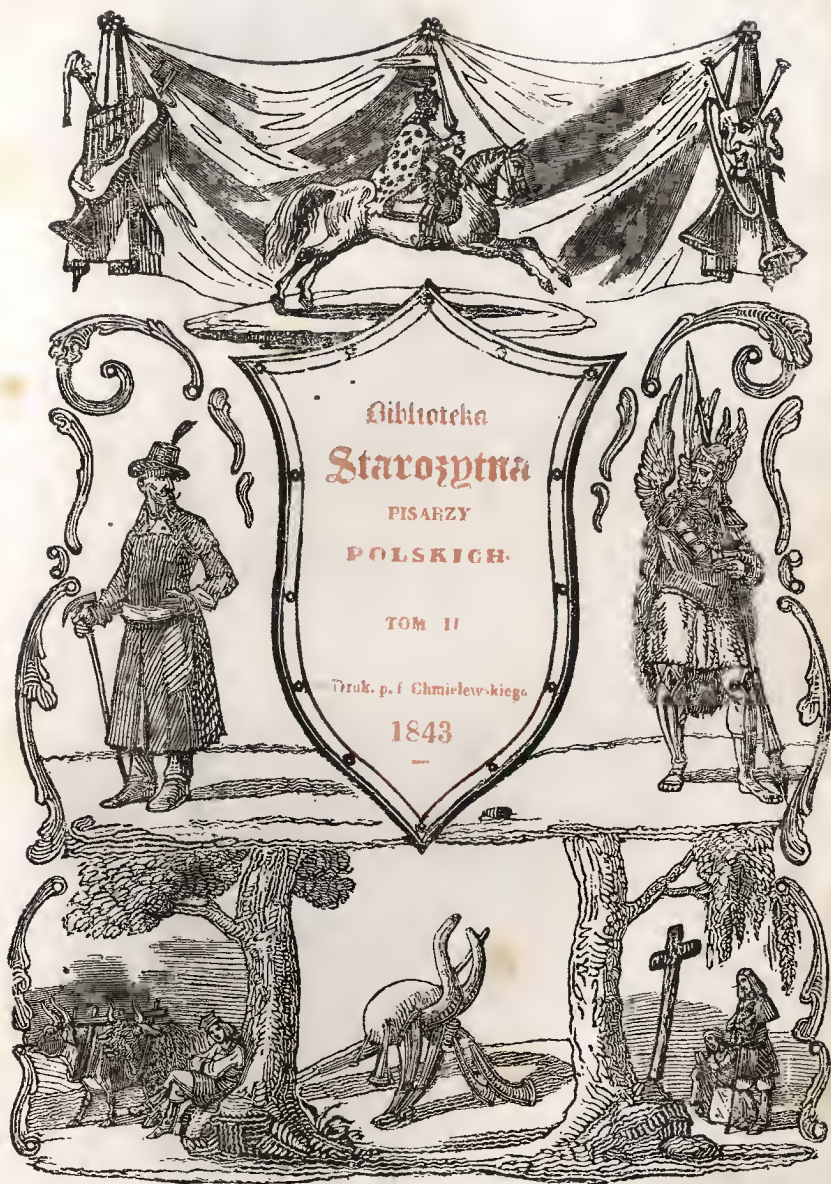 Biblioteka
Starożytna
PISARZY
POLSKICH.
TOM II
Druk. p. f. Chmielewskiego
1843